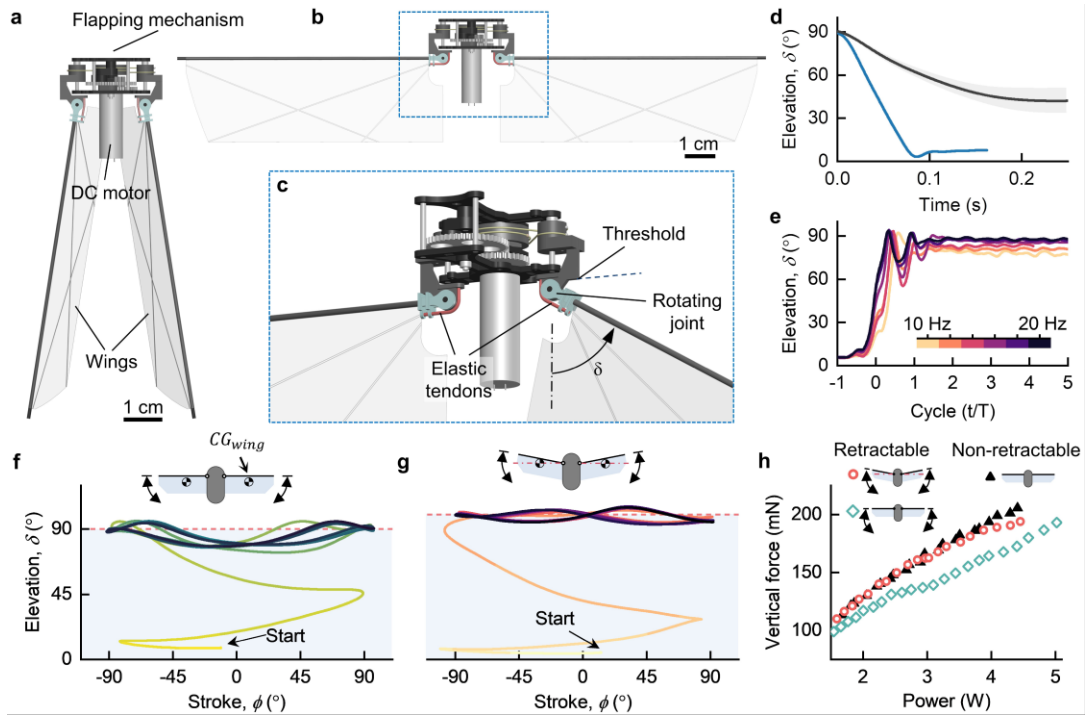 a
Flapping mechanism
DC motor
Wings
1 cm
b
1 cm
c
Threshold
Rotating
joint
Elastic
tendons
δ
d
Elevation, δ (°)
90
60
30
0
0.0
0.1
0.2
Time (s)
e
Elevation, δ (°)
90
60
30
0
10 Hz
20 Hz
-1
0
1
2
3
4
5
Cycle (t/T)
f
CG_wing
Elevation, δ (°)
90
45
0
Start
-90
-45
0
45
90
Stroke, ϕ (°)
g
Start
-90
-45
0
45
90
Stroke, ϕ (°)
h
Retractable
Non-retractable
Vertical force (mN)
200
150
100
2
3
4
5
Power (W)